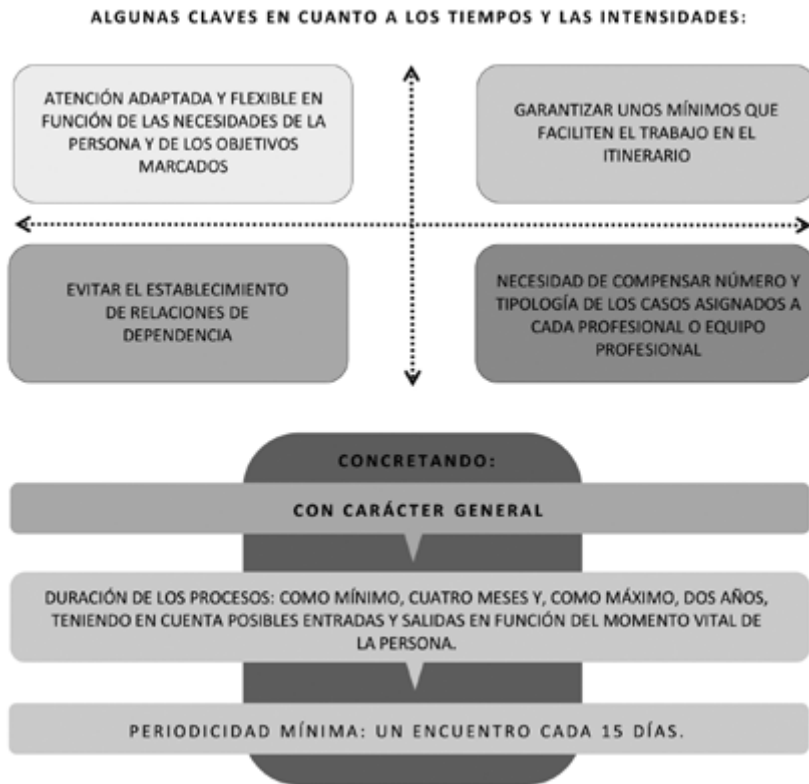 ALGUNAS CLAVES EN CUANTO A LOS TIEMPOS Y LAS INTENSIDADES:
ATENCIÓN ADAPTADA Y FLEXIBLE EN
FUNCIÓN DE LAS NECESIDADES DE LA
PERSONA Y DE LOS OBJETIVOS
MARCADOS
GARANTIZAR UNOS MÍNIMOS QUE
FACILITEN EL TRABAJO EN EL
ITINERARIO
EVITAR EL ESTABLECIMIENTO
DE RELACIONES DE
DEPENDENCIA
NECESIDAD DE COMPENSAR NÚMERO Y
TIPOLOGÍA DE LOS CASOS ASIGNADOS A
CADA PROFESIONAL O EQUIPO
PROFESIONAL
CONCRETANDO:
CON CARÁCTER GENERAL
DURACIÓN DE LOS PROCESOS: COMO MÍNIMO, CUATRO MESES Y, COMO MÁXIMO, DOS AÑOS,
TENIENDO EN CUENTA POSIBLES ENTRADAS Y SALIDAS EN FUNCIÓN DEL MOMENTO VITAL DE
LA PERSONA.
PERIODICIDAD MÍNIMA: UN ENCUENTRO CADA 15 DÍAS.